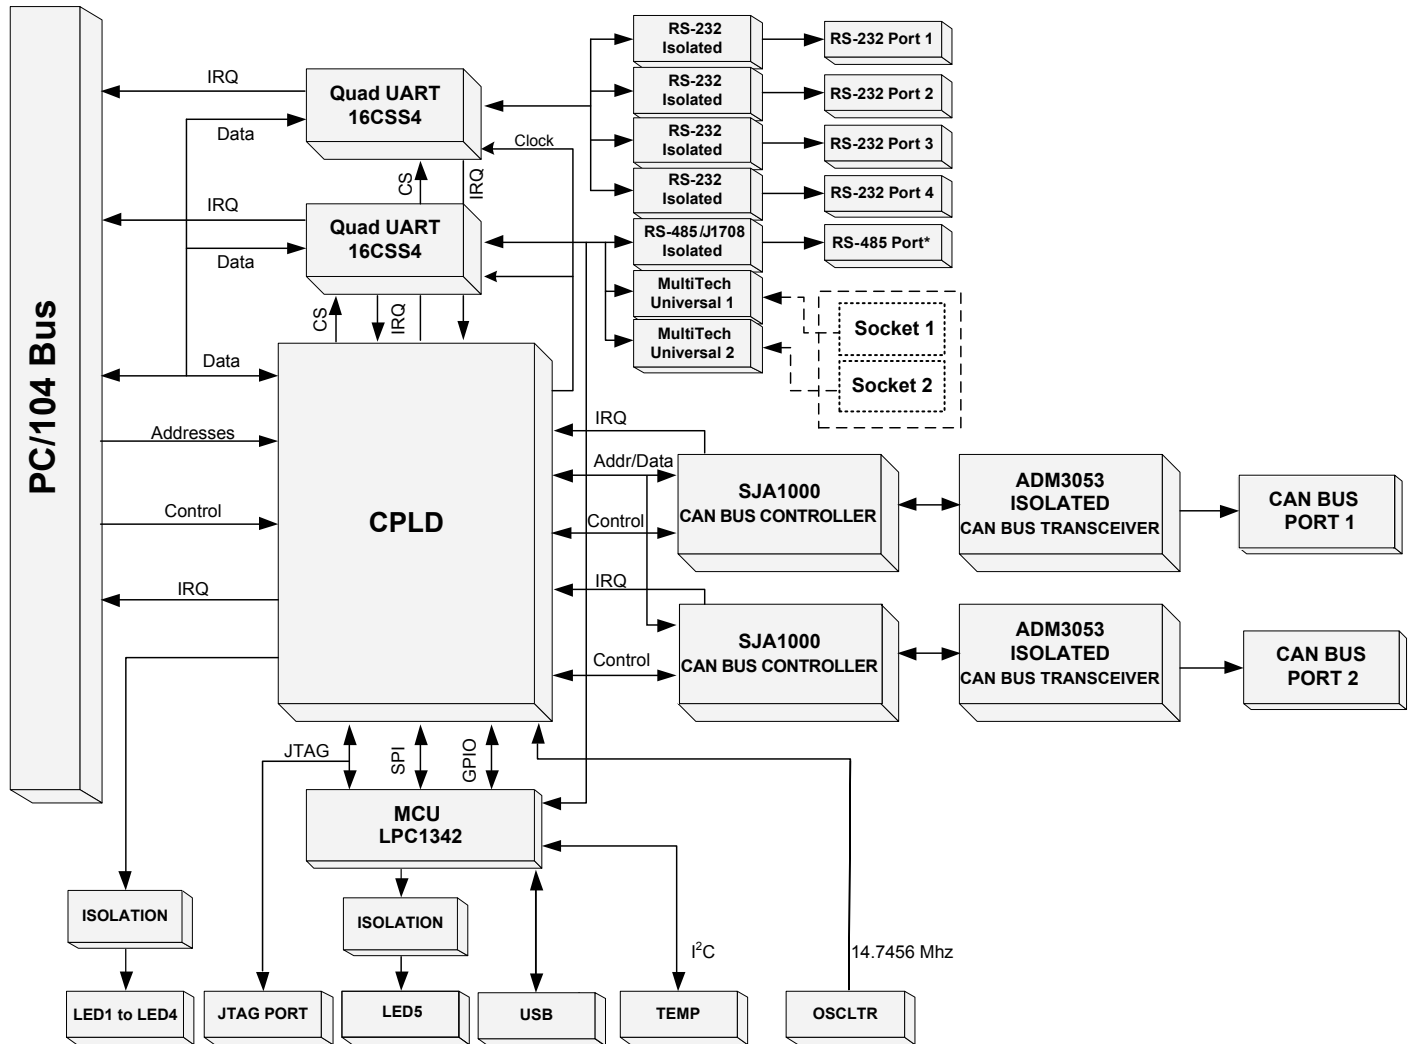 PC/104 Bus
IRQ
Data
Quad UART
16CSS4
Clock
CS
IRQ
IRQ
Data
Quad UART
16CSS4
CS
IRQ
Data
Addresses
Control
IRQ
CPLD
RS-232
Isolated
RS-232 Port 1
RS-232
Isolated
RS-232 Port 2
RS-232
Isolated
RS-232 Port 3
RS-232
Isolated
RS-232 Port 4
RS-485/J1708
Isolated
RS-485 Port*
MultiTech
Universal 1
MultiTech
Universal 2
Socket 1
Socket 2
IRQ
Addr/Data
Control
SJA1000
CAN BUS CONTROLLER
ADM3053
ISOLATED
CAN BUS TRANSCEIVER
CAN BUS
PORT 1
IRQ
Control
SJA1000
CAN BUS CONTROLLER
ADM3053
ISOLATED
CAN BUS TRANSCEIVER
CAN BUS
PORT 2
JTAG
SPI
GPIO
MCU
LPC1342
ISOLATION
ISOLATION
I²C
14.7456 Mhz
LED1 to LED4
JTAG PORT
LED5
USB
TEMP
OSCLTR